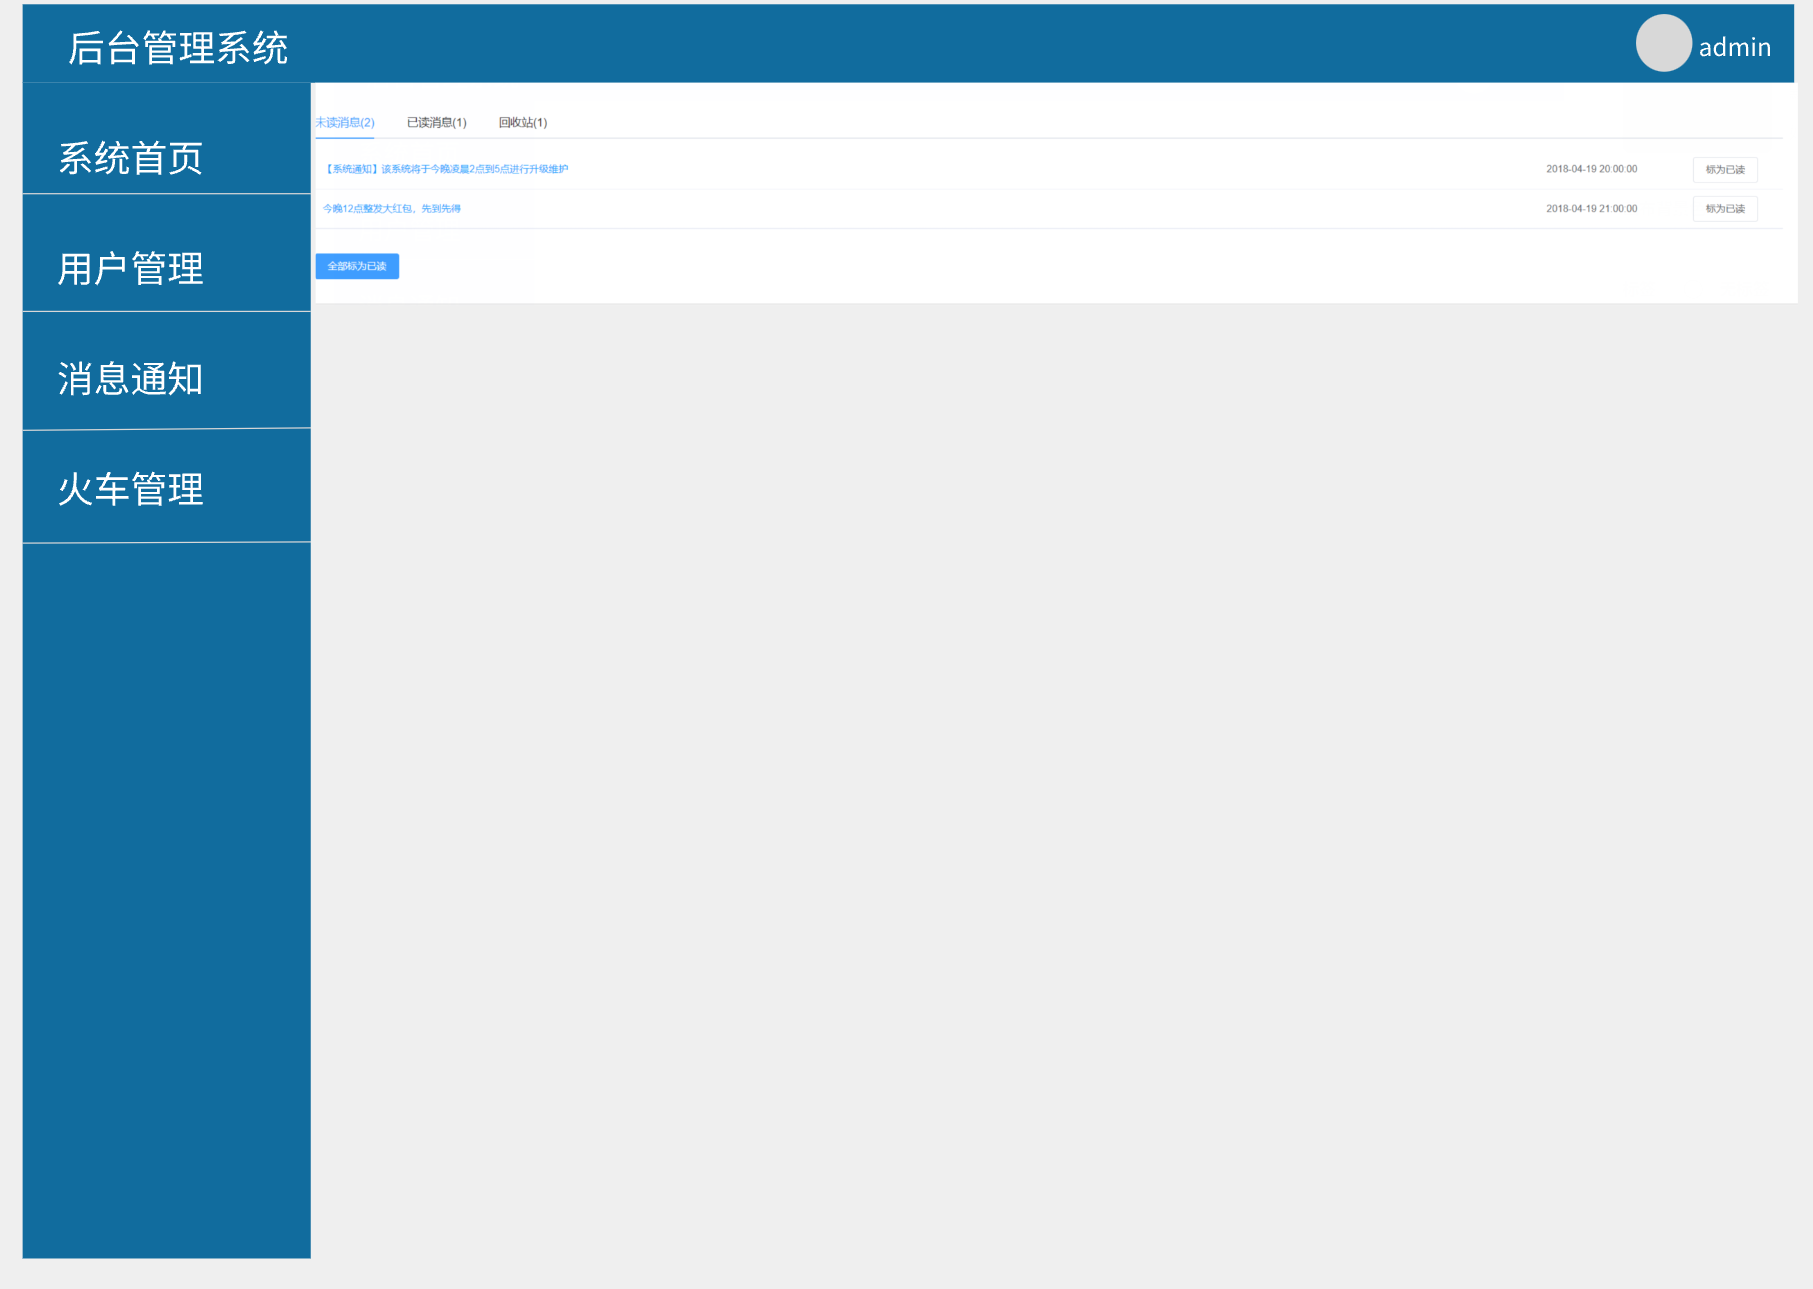 后台管理系统
admin
系统首页
用户管理
消息通知
火车管理
未读消息(2) 已读消息(1) 回收站(1)
【系统通知】该系统将于今晚凌晨2点到5点进行升级维护 2018-04-19 20:00:00 标为已读
今晚12点整发大红包，先到先得 2018-04-19 21:00:00 标为已读
全部标为已读